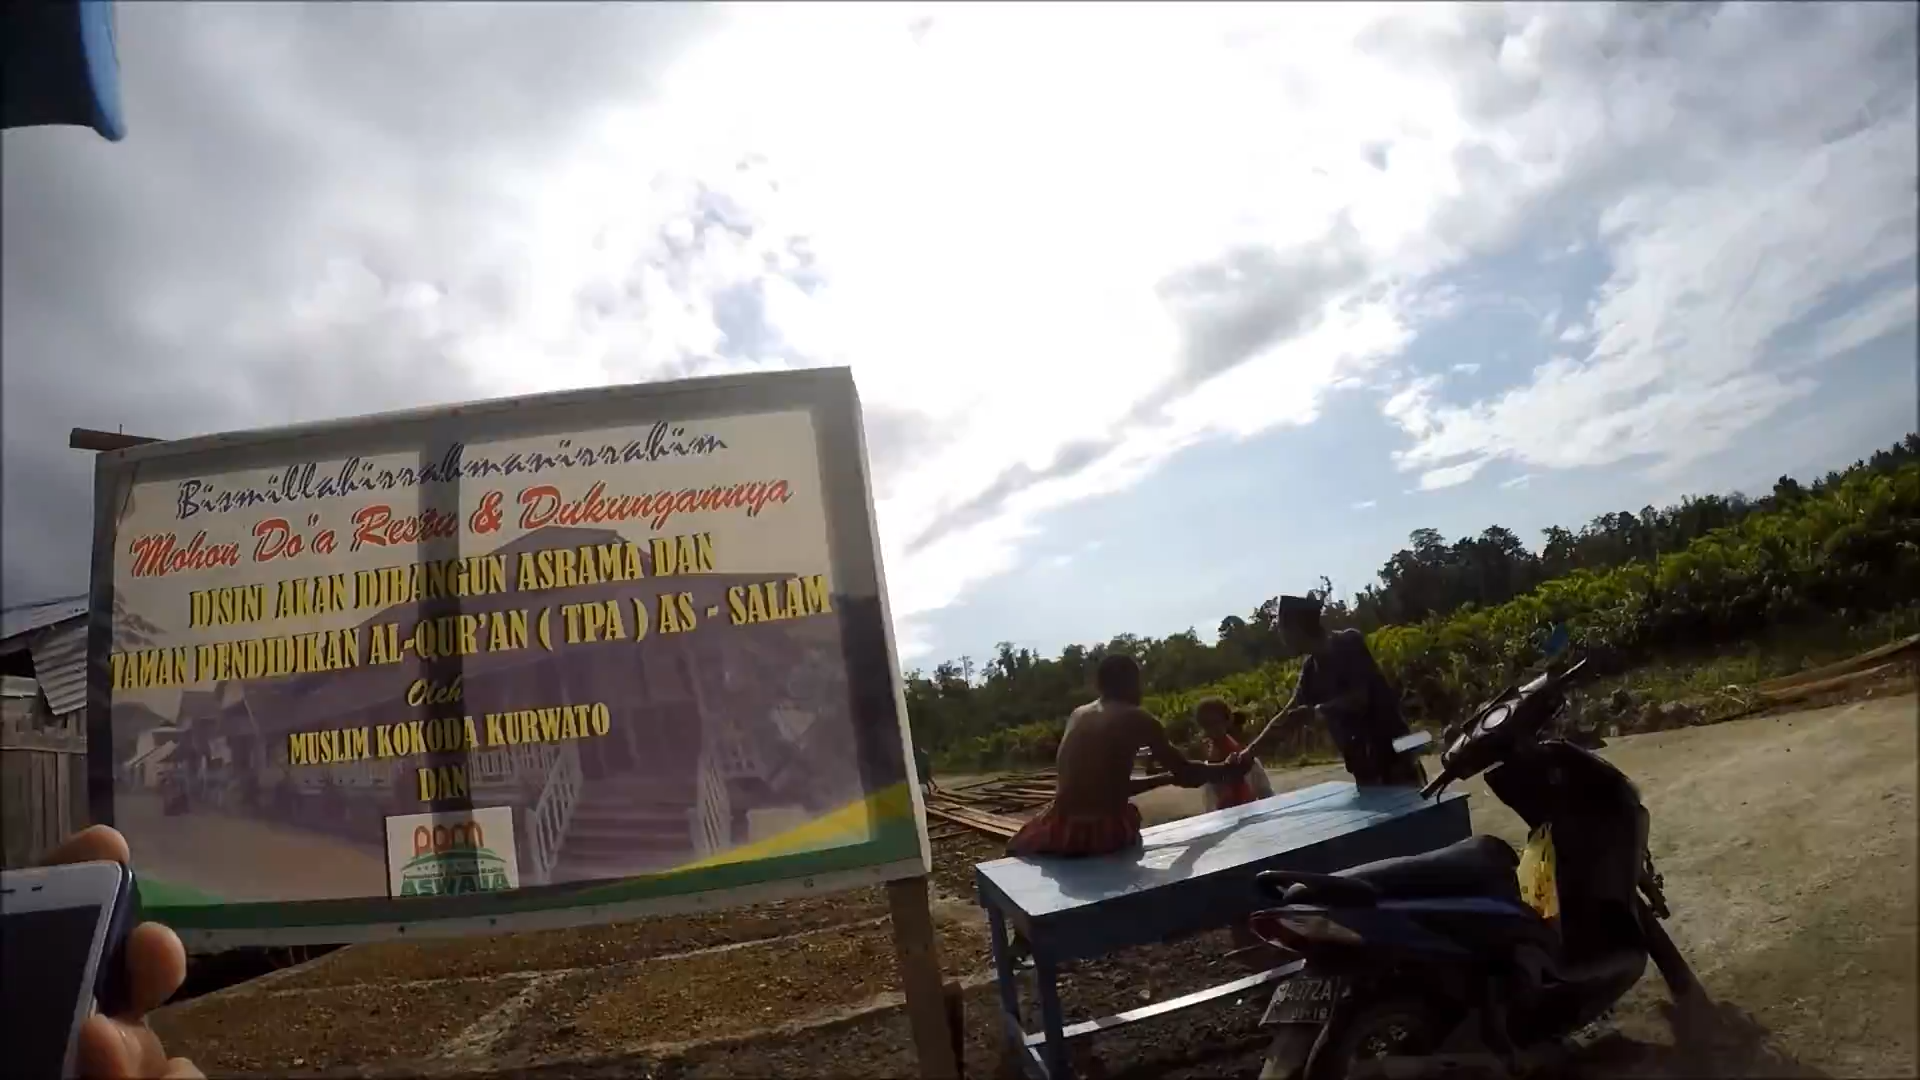 Bismillahirrahmanirrahim
Mohon Do'a Restu & Dukungannya
DISINI AKAN DIBANGUN ASRAMA DAN
TAMAN PENDIDIKAN AL-QUR'AN ( TPA ) AS - SALAM
Oleh
MUSLIM KOKODA KURWATO
DAN
ppm
ASWAJA